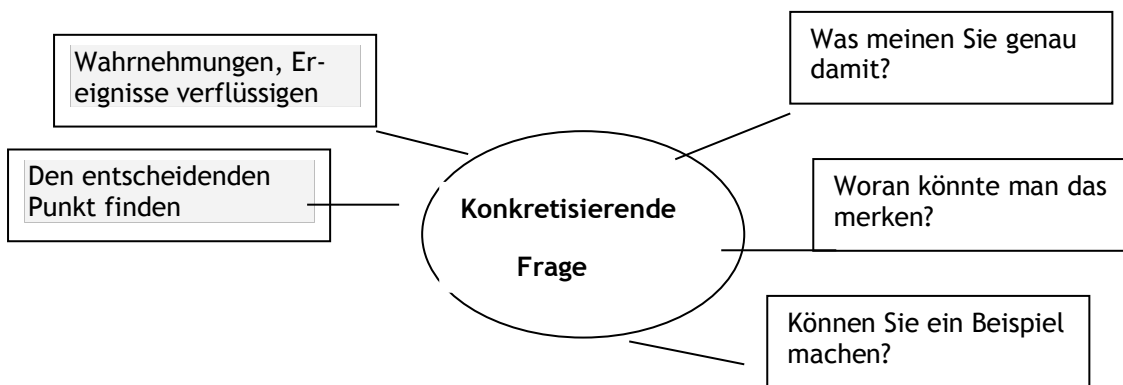 Wahrnehmungen, Er-
eignisse verflüssigen
Den entscheidenden
Punkt finden
Konkretisierende
Frage
Was meinen Sie genau
damit?
Woran könnte man das
merken?
Können Sie ein Beispiel
machen?